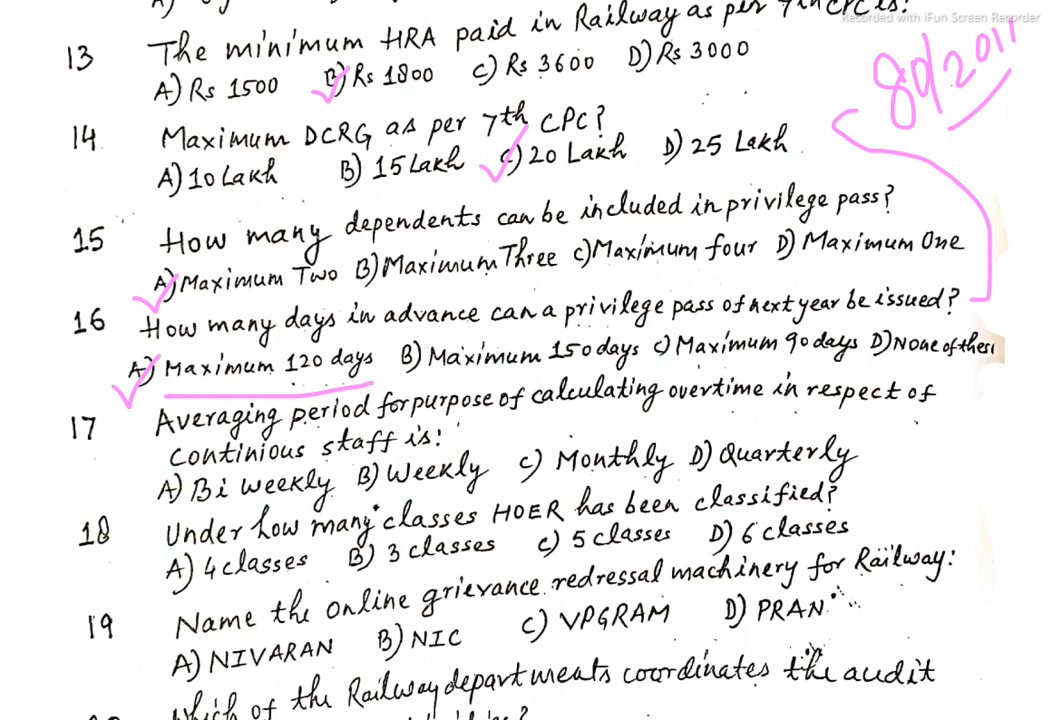 13 The minimum HRA paid in Railway as per 7th CPC is:
Recorded with iFun Screen Recorder
A) Rs 1500 B) Rs 1800 C) Rs 3600 D) Rs 3000
80/2011
14 Maximum DCRG as per 7th CPC?
A) 10 Lakh B) 15 Lakh C) 20 Lakh D) 25 Lakh
15 How many dependents can be included in privilege pass?
A) Maximum Two B) Maximum Three C) Maximum four D) Maximum One
16 How many days in advance can a privilege pass of next year be issued?
A) Maximum 120 days B) Maximum 150 days C) Maximum 90 days D) None of these
17 Averaging period for purpose of calculating overtime in respect of
continious staff is:
A) Bi weekly B) Weekly C) Monthly D) Quarterly
18 Under how many classes HOER has been classified?
A) 4 classes B) 3 classes C) 5 classes D) 6 classes
19 Name the online grievance redressal machinery for Railway:
A) NIVARAN B) NIC C) VPGRAM D) PRAN
which of the Railway departments coordinates the audit